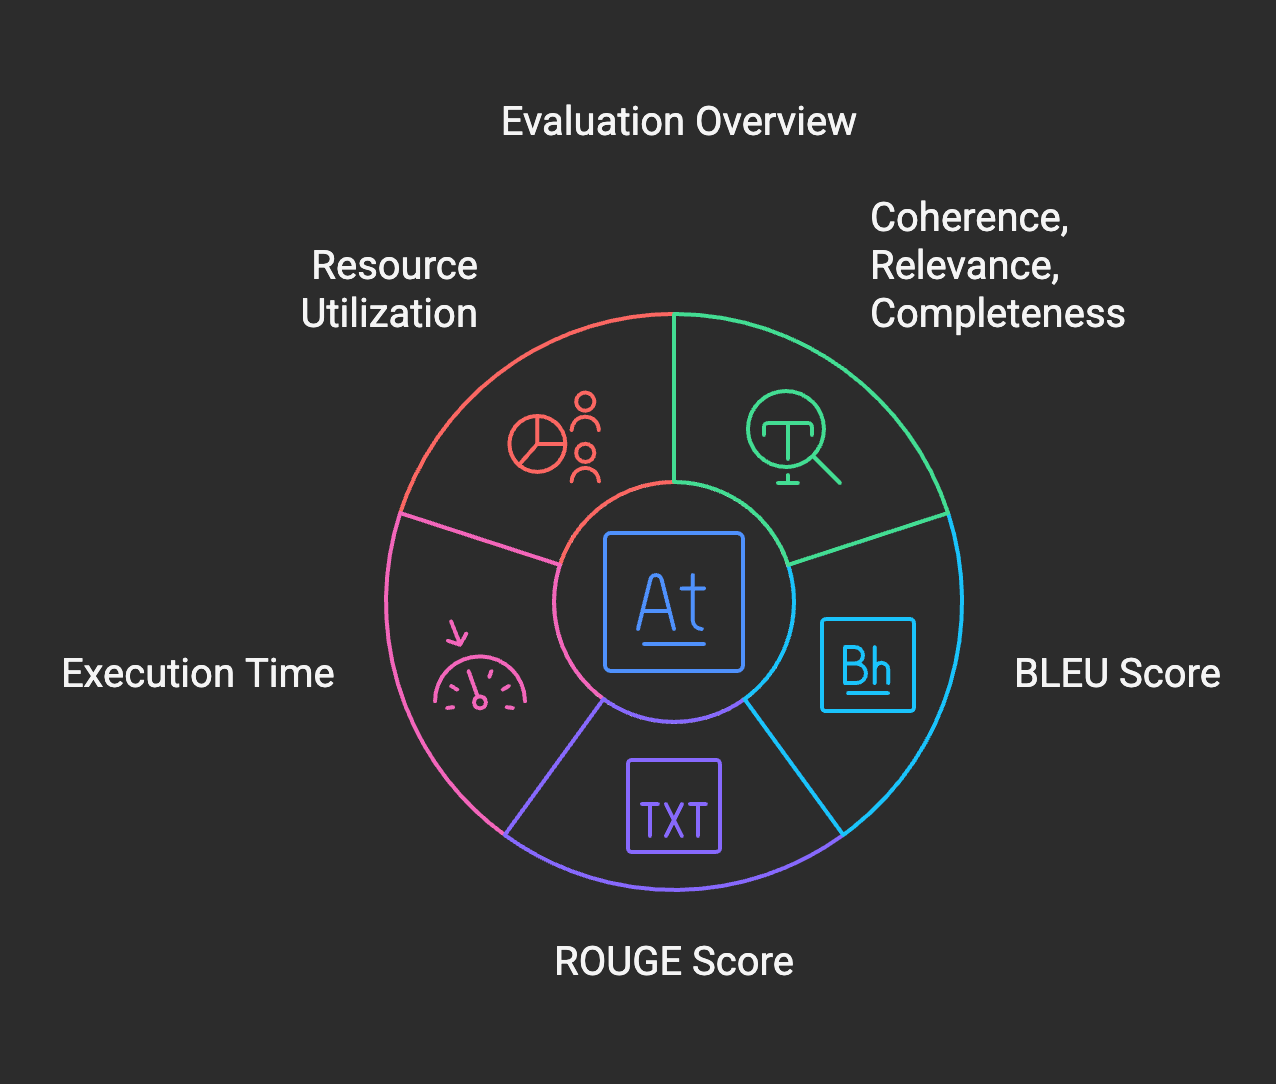 Evaluation Overview
Coherence,
Relevance,
Completeness
Resource
Utilization
At
Bh
Execution Time
BLEU Score
TXT
ROUGE Score